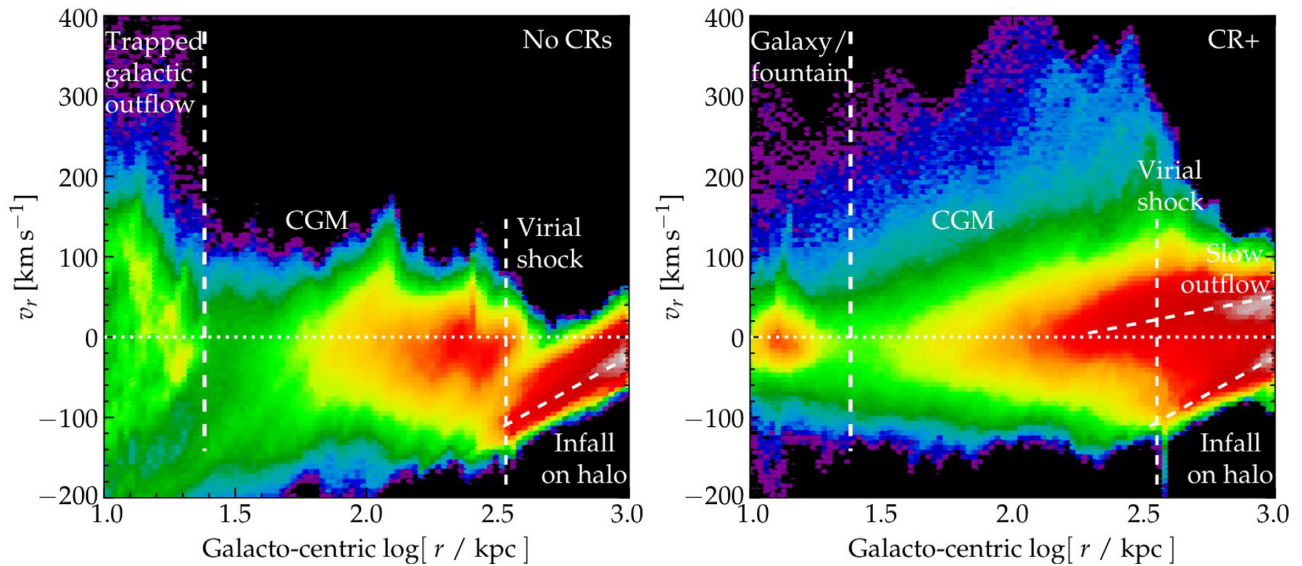 400
300
200
100
0
−100
−200
v_r [km s⁻¹]
Trapped
galactic
outflow
No CRs
CGM
Virial
shock
Infall
on halo
1.0 1.5 2.0 2.5 3.0
Galacto-centric log[ r / kpc ]
400
300
200
100
0
−100
−200
v_r [km s⁻¹]
Galaxy/
fountain
CR+
CGM
Virial
shock
Slow
outflow
Infall
on halo
1.0 1.5 2.0 2.5 3.0
Galacto-centric log[ r / kpc ]